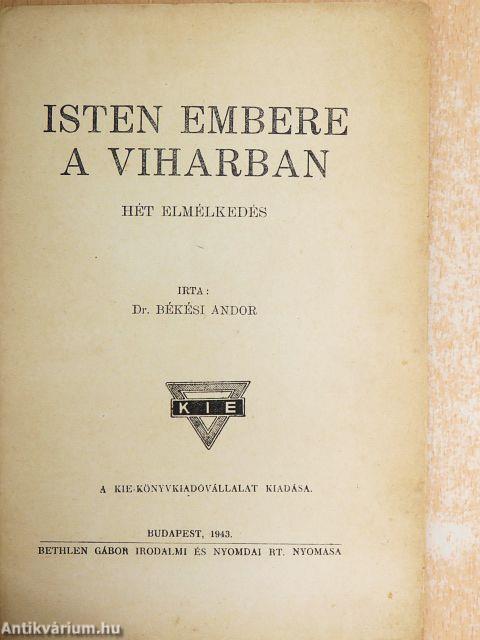 ISTEN EMBERE
A VIHARBAN
HÉT ELMÉLKEDÉS
IRTA:
Dr. BÉKÉSI ANDOR
KIE
A KIE-KÖNYVKIADÓVÁLLALAT KIADÁSA.
BUDAPEST, 1943.
BETHLEN GÁBOR IRODALMI ÉS NYOMDAI RT. NYOMÁSA
Antikvárium.hu